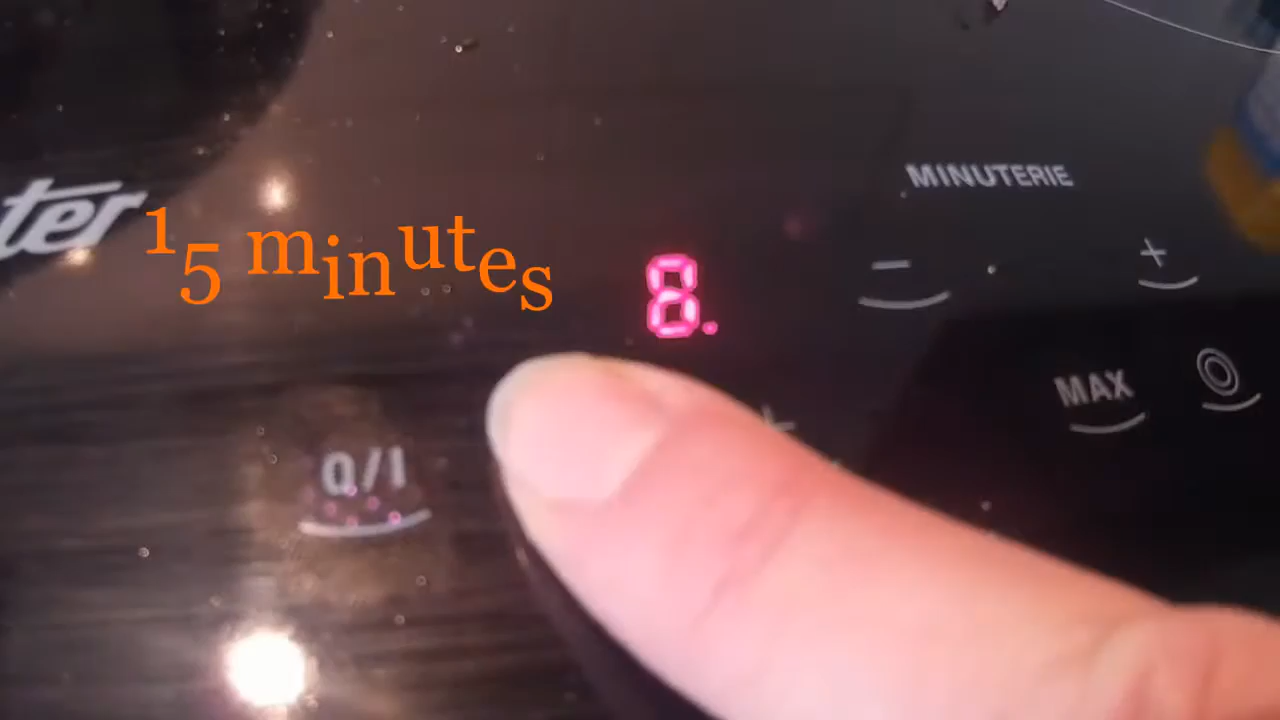 MINUTERIE
ter
15 minutes
8.
- +
MAX
0/I
+